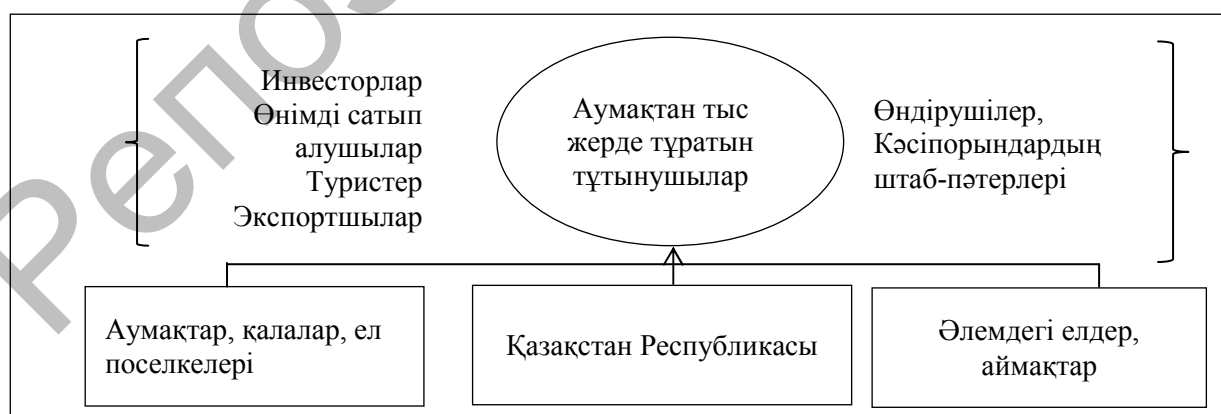 Инвесторлар
Өнімді сатып
алушылар
Туристер
Экспортшылар
Аумақтан тыс
жерде тұратын
тұтынушылар
Өндірушілер,
Кәсіпорындардың
штаб-пәтерлері
Аумақтар, қалалар, ел
поселкелері
Қазақстан Республикасы
Әлемдегі елдер,
аймақтар
Репоз